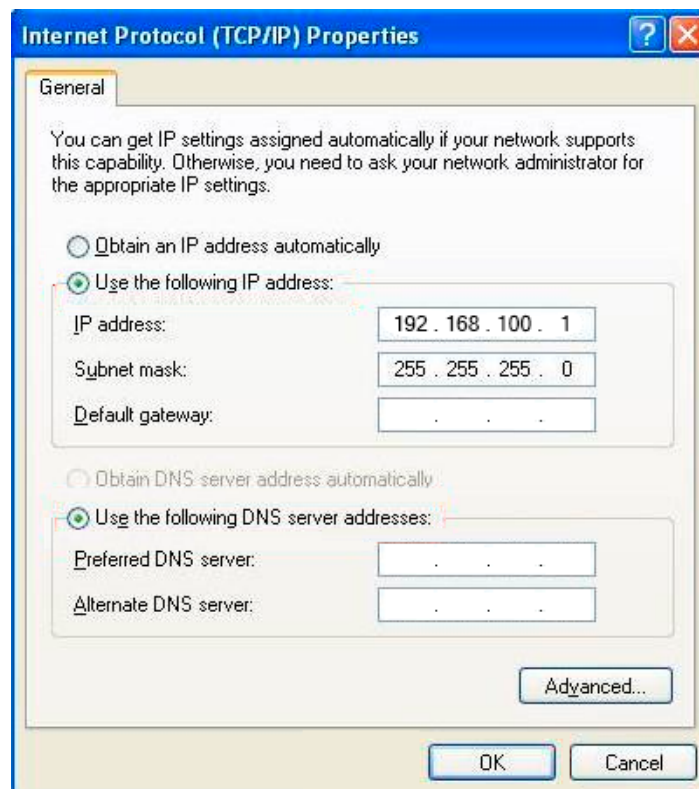 Internet Protocol (TCP/IP) Properties
General
You can get IP settings assigned automatically if your network supports
this capability. Otherwise, you need to ask your network administrator for
the appropriate IP settings.
Obtain an IP address automatically
Use the following IP address:
IP address: 192 . 168 . 100 . 1
Subnet mask: 255 . 255 . 255 . 0
Default gateway: . . .
Obtain DNS server address automatically
Use the following DNS server addresses:
Preferred DNS server: . . .
Alternate DNS server: . . .
Advanced...
OK Cancel